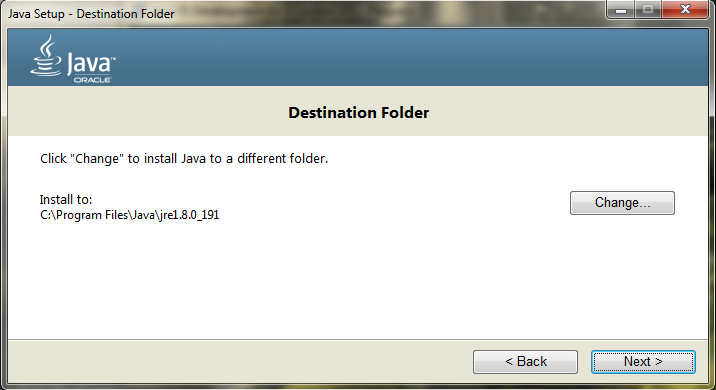 Java Setup - Destination Folder
Java™
ORACLE
Destination Folder
Click "Change" to install Java to a different folder.
Install to:
C:\Program Files\Java\jre1.8.0_191
Change...
< Back
Next >